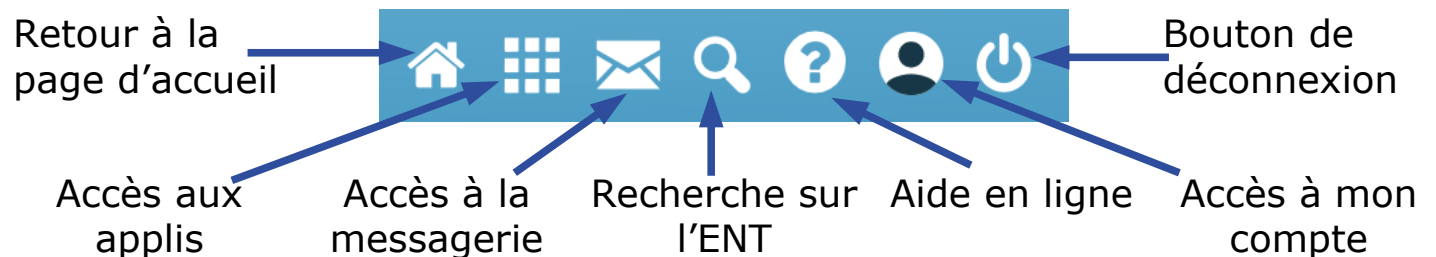 Retour à la
page d’accueil
Bouton de
déconnexion
Accès aux
applis
Accès à la
messagerie
Recherche sur
l’ENT
Aide en ligne
Accès à mon
compte